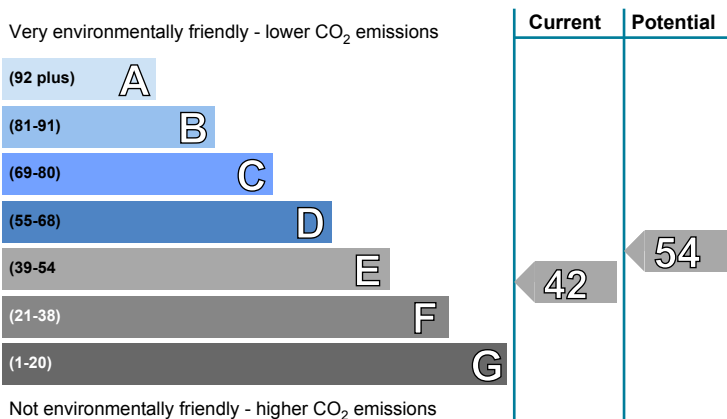 Very environmentally friendly - lower CO2 emissions
Current
Potential
(92 plus) A
(81-91) B
(69-80) C
(55-68) D
(39-54 E
(21-38) F
(1-20) G
42
54
Not environmentally friendly - higher CO2 emissions